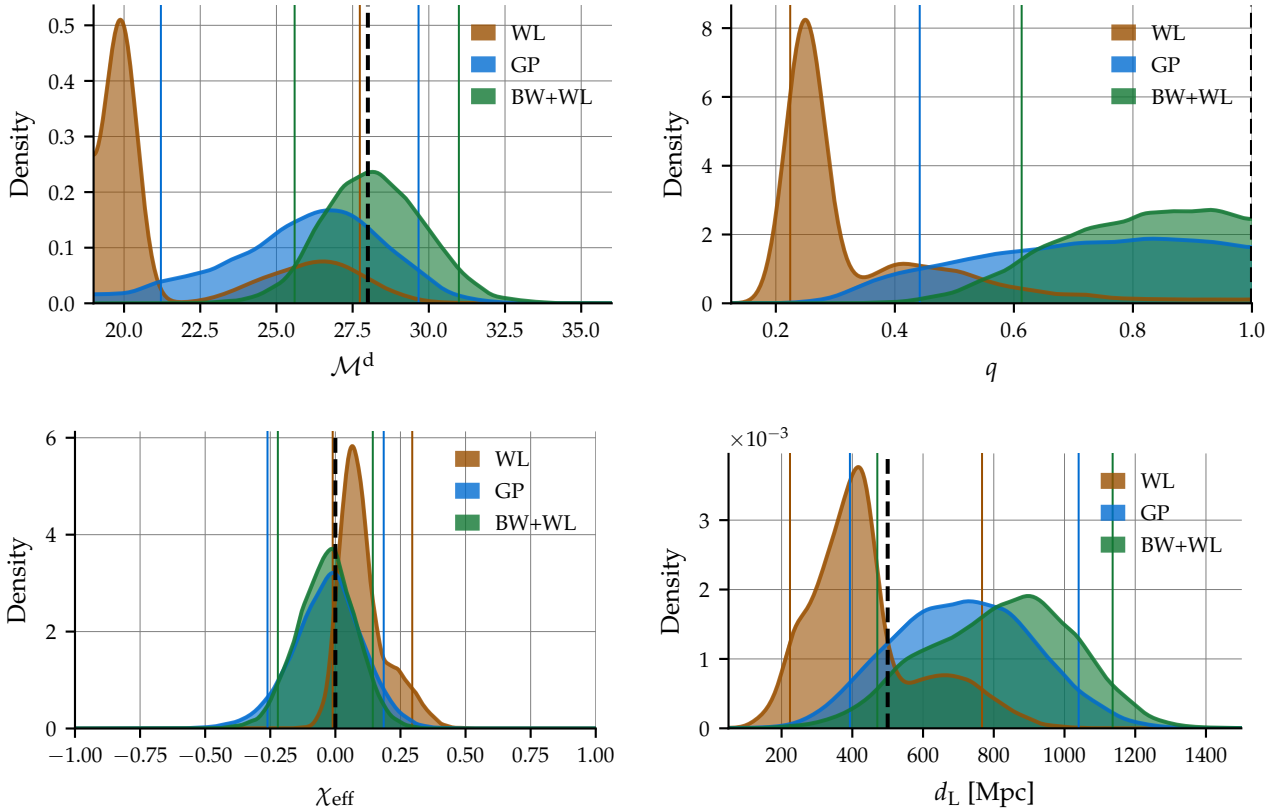 0.5
0.4
0.3
0.2
0.1
0.0
Density
20.0 22.5 25.0 27.5 30.0 32.5 35.0
ℳᵈ
WL
GP
BW+WL
8
6
4
2
0
Density
0.2 0.4 0.6 0.8 1.0
q
WL
GP
BW+WL
6
4
2
0
Density
−1.00 −0.75 −0.50 −0.25 0.00 0.25 0.50 0.75 1.00
χeff
WL
GP
BW+WL
×10⁻³
3
2
1
0
Density
200 400 600 800 1000 1200 1400
dL [Mpc]
WL
GP
BW+WL